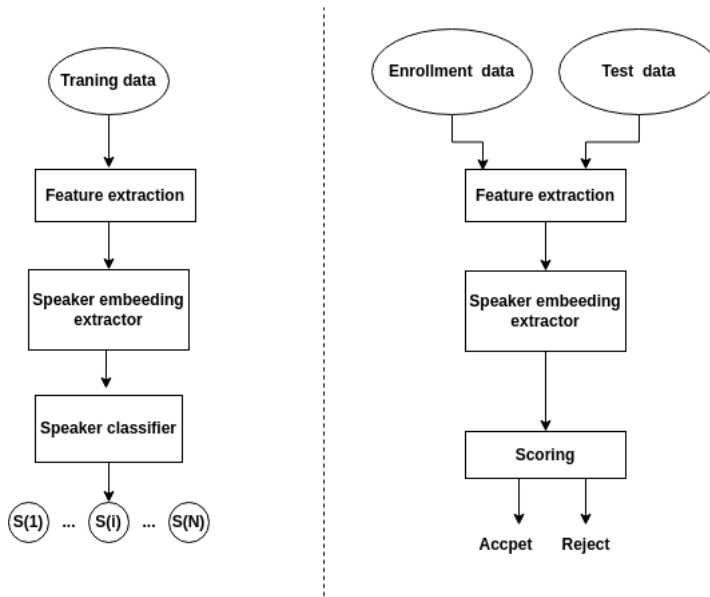 Traning data
Feature extraction
Speaker embeeding
extractor
Speaker classifier
S(1) ... S(i) ... S(N)
Enrollment data
Test data
Feature extraction
Speaker embeeding
extractor
Scoring
Accpet
Reject